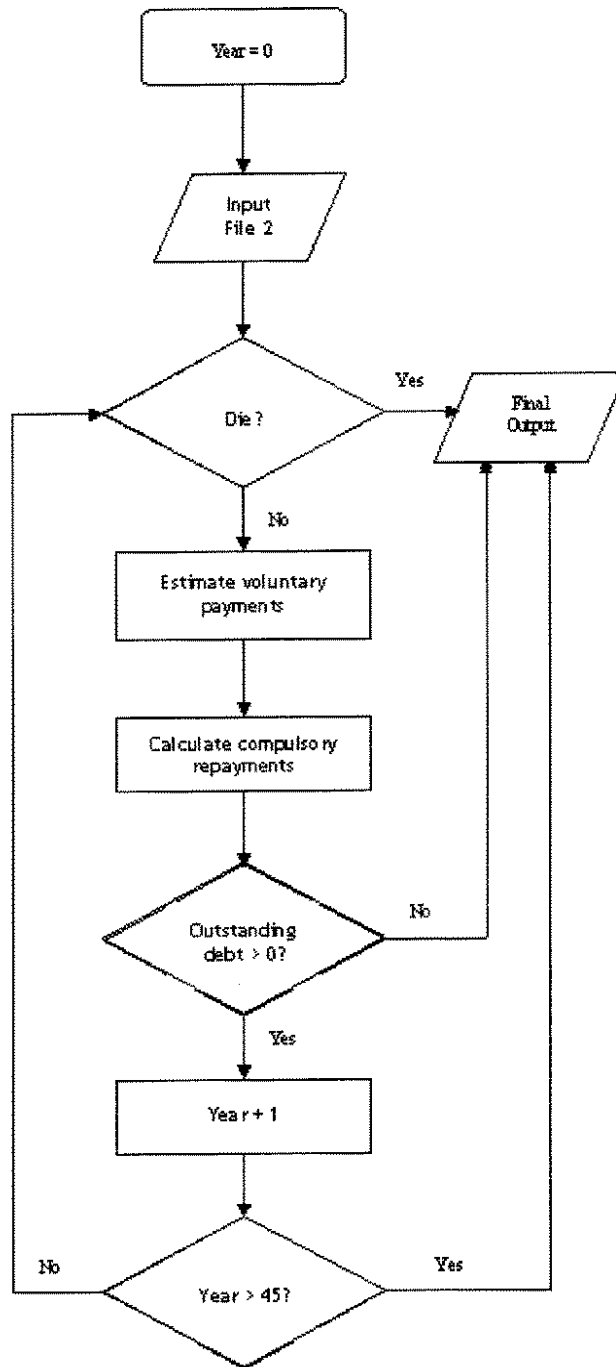 Year = 0
Input
File 2
Die?
Yes
Final
Output
No
Estimate voluntary
payments
Calculate compulsory
repayments
Outstanding
debt > 0?
No
Yes
Year + 1
Year > 45?
No
Yes